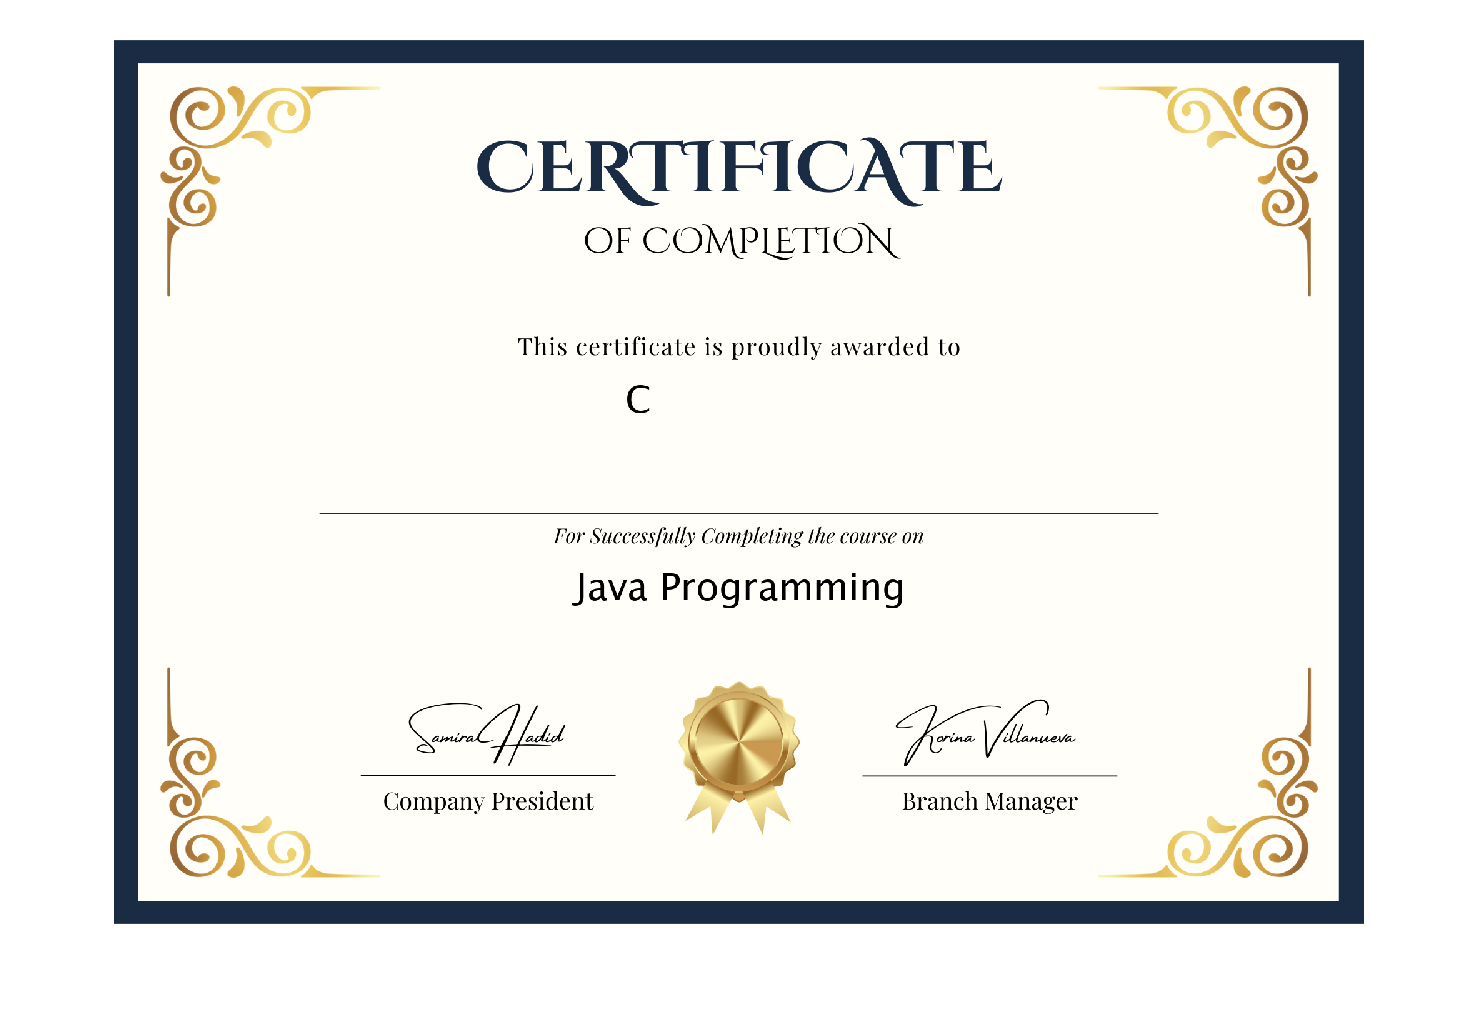 CERTIFICATE
OF COMPLETION
This certificate is proudly awarded to
C
For Successfully Completing the course on
Java Programming
Samira Hadid
Korina Villanueva
Company President
Branch Manager